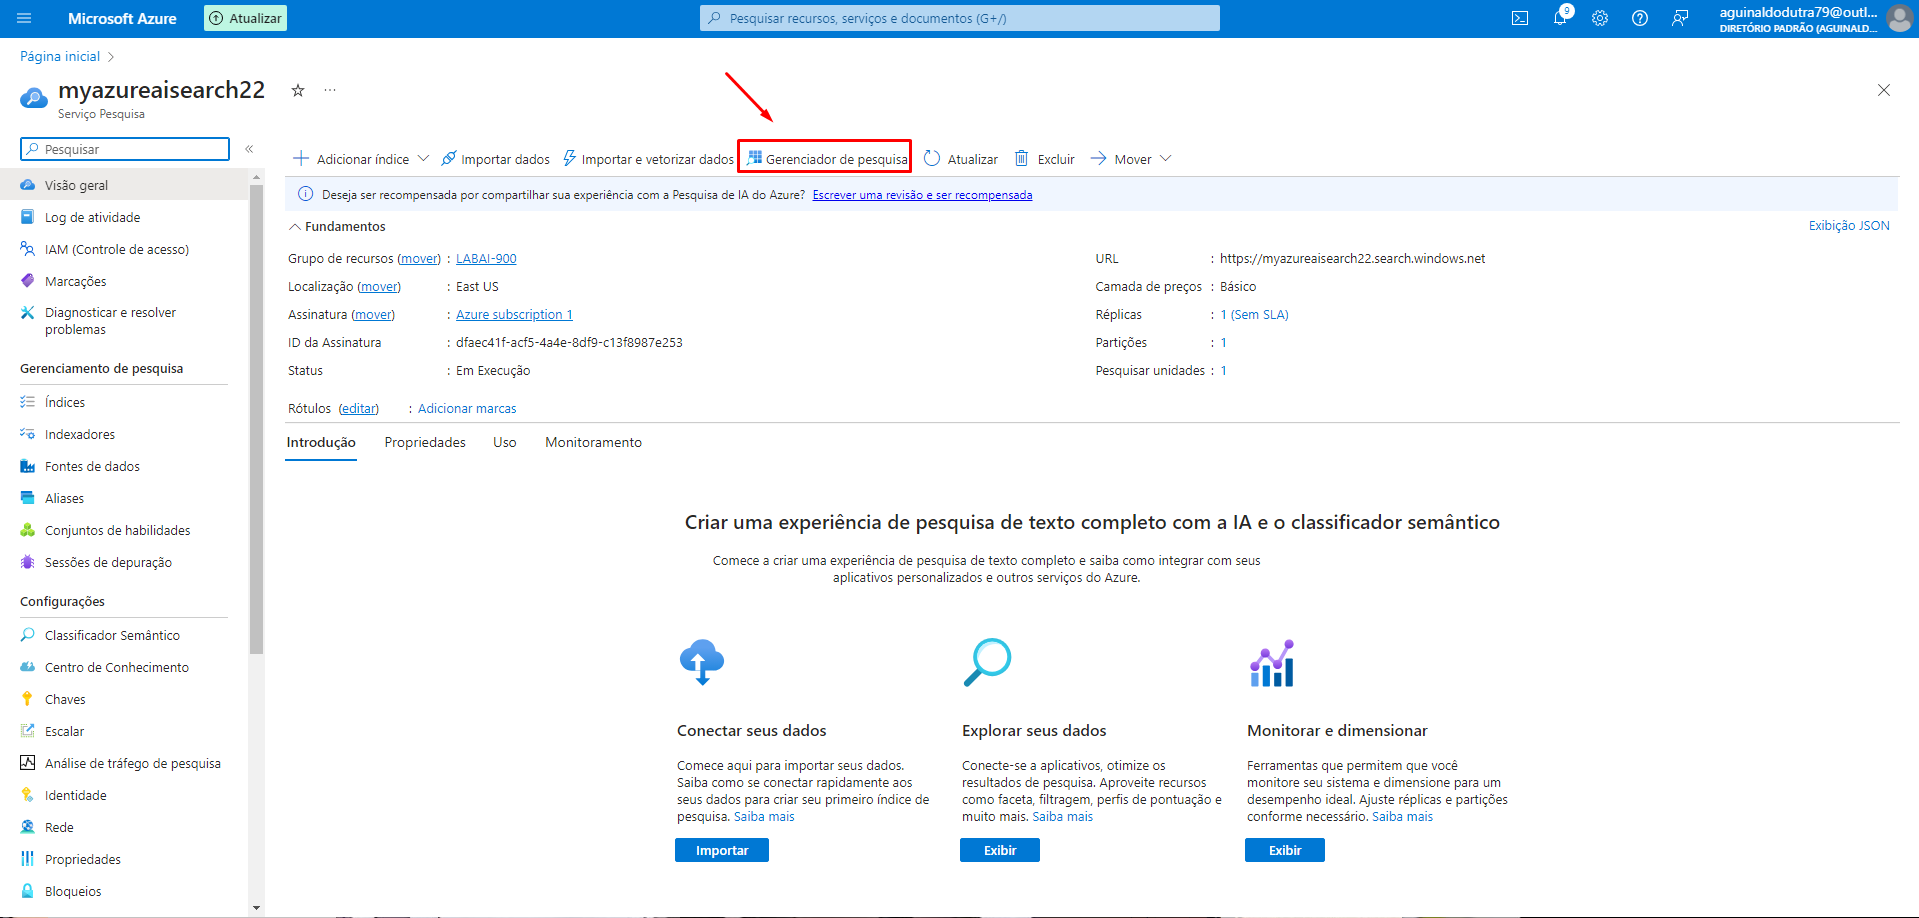 Microsoft Azure
Atualizar
Pesquisar recursos, serviços e documentos (G+/)
9
aguinaldodutra79@outl...
DIRETÓRIO PADRÃO (AGUINALD...
Página inicial
myazureaisearch22
...
Serviço Pesquisa
Pesquisar
«
Adicionar índice
Importar dados
Importar e vetorizar dados
Gerenciador de pesquisa
Atualizar
Excluir
Mover
Deseja ser recompensada por compartilhar sua experiência com a Pesquisa de IA do Azure? Escrever uma revisão e ser recompensada
Visão geral
Log de atividade
IAM (Controle de acesso)
Marcações
Diagnosticar e resolver
problemas
Gerenciamento de pesquisa
Índices
Indexadores
Fontes de dados
Aliases
Conjuntos de habilidades
Sessões de depuração
Configurações
Classificador Semântico
Centro de Conhecimento
Chaves
Escalar
Análise de tráfego de pesquisa
Identidade
Rede
Propriedades
Bloqueios
Fundamentos
Exibição JSON
Grupo de recursos (mover) : LABAI-900
Localização (mover) : East US
Assinatura (mover) : Azure subscription 1
ID da Assinatura : dfaec41f-acf5-4a4e-8df9-c13f8987e253
Status : Em Execução
URL : https://myazureaisearch22.search.windows.net
Camada de preços : Básico
Réplicas : 1 (Sem SLA)
Partições : 1
Pesquisar unidades : 1
Rótulos (editar) : Adicionar marcas
Introdução
Propriedades
Uso
Monitoramento
Criar uma experiência de pesquisa de texto completo com a IA e o classificador semântico
Comece a criar uma experiência de pesquisa de texto completo e saiba como integrar com seus
aplicativos personalizados e outros serviços do Azure.
Conectar seus dados
Comece aqui para importar seus dados.
Saiba como se conectar rapidamente aos
seus dados para criar seu primeiro índice de
pesquisa. Saiba mais
Importar
Explorar seus dados
Conecte-se a aplicativos, otimize os
resultados de pesquisa. Aproveite recursos
como faceta, filtragem, perfis de pontuação e
muito mais. Saiba mais
Exibir
Monitorar e dimensionar
Ferramentas que permitem que você
monitore seu sistema e dimensione para um
desempenho ideal. Ajuste réplicas e partições
conforme necessário. Saiba mais
Exibir